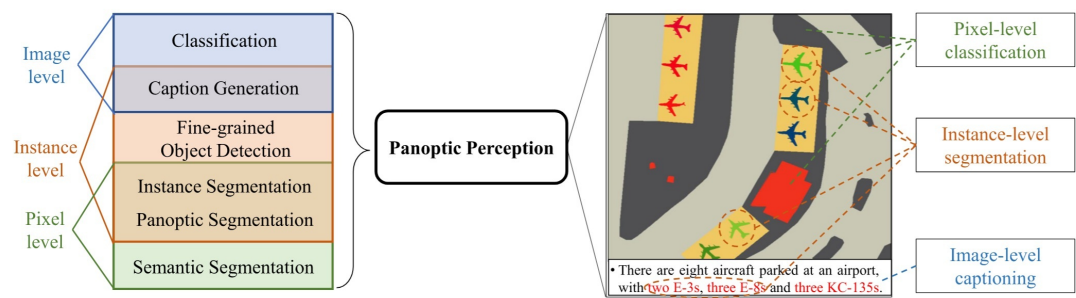 Image
level
Instance
level
Pixel
level
Classification
Caption Generation
Fine-grained
Object Detection
Instance Segmentation
Panoptic Segmentation
Semantic Segmentation
Panoptic Perception
• There are eight aircraft parked at an airport,
with two E-3s, three E-8s and three KC-135s.
Pixel-level
classification
Instance-level
segmentation
Image-level
captioning